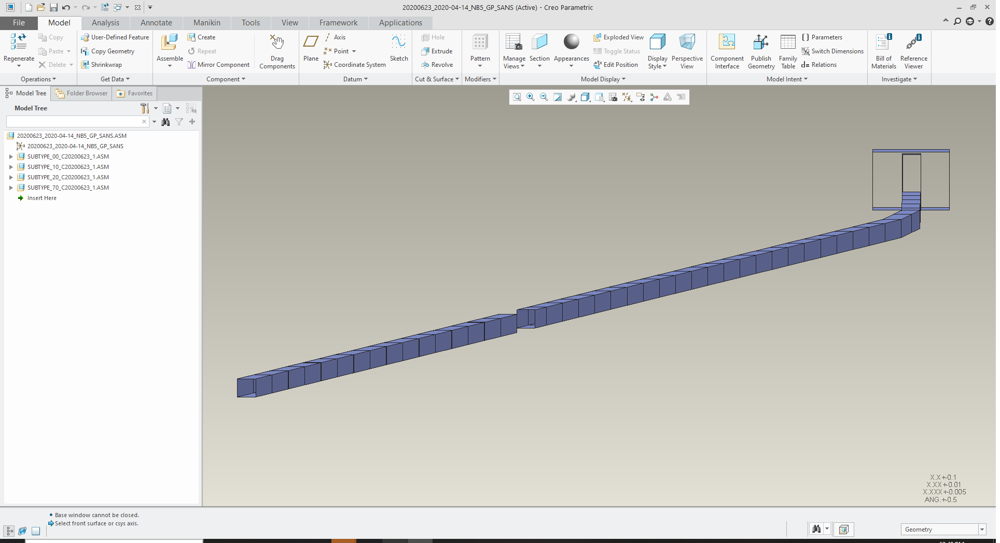 20200623_2020-04-14_NB5_GP_SANS (Active) - Creo Parametric
File Model Analysis Annotate Manikin Tools View Framework Applications
Regenerate
Copy
Paste
Delete
Operations
User-Defined Feature
Copy Geometry
Shrinkwrap
Get Data
Assemble
Create
Repeat
Mirror Component
Drag
Components
Component
Plane
Axis
Point
Coordinate System
Sketch
Datum
Hole
Extrude
Revolve
Cut & Surface
Pattern
Modifiers
Manage
Views
Section
Appearances
Exploded View
Toggle Status
Edit Position
Display
Style
Perspective
View
Model Display
Component
Interface
Publish
Geometry
Family
Table
Parameters
Switch Dimensions
d= Relations
Model Intent
Bill of
Materials
Reference
Viewer
Investigate
Model Tree Folder Browser Favorites
Model Tree
20200623_2020-04-14_NB5_GP_SANS.ASM
20200623_2020-04-14_NB5_GP_SANS
SUBTYPE_00_C20200623_1.ASM
SUBTYPE_10_C20200623_1.ASM
SUBTYPE_20_C20200623_1.ASM
SUBTYPE_70_C20200623_1.ASM
Insert Here
X.X+-0.1
X.XX+-0.01
X.XXX+-0.005
ANG.+-0.5
• Base window cannot be closed.
Select front surface or csys axis.
Geometry